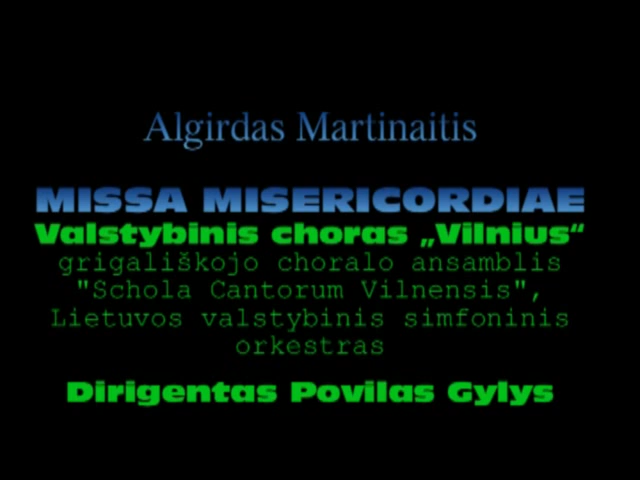 Algirdas Martinaitis
MISSA MISERICORDIAE
Valstybinis choras „Vilnius“
grigališkojo choralo ansamblis
"Schola Cantorum Vilnensis",
Lietuvos valstybinis simfoninis
orkestras
Dirigentas Povilas Gylys